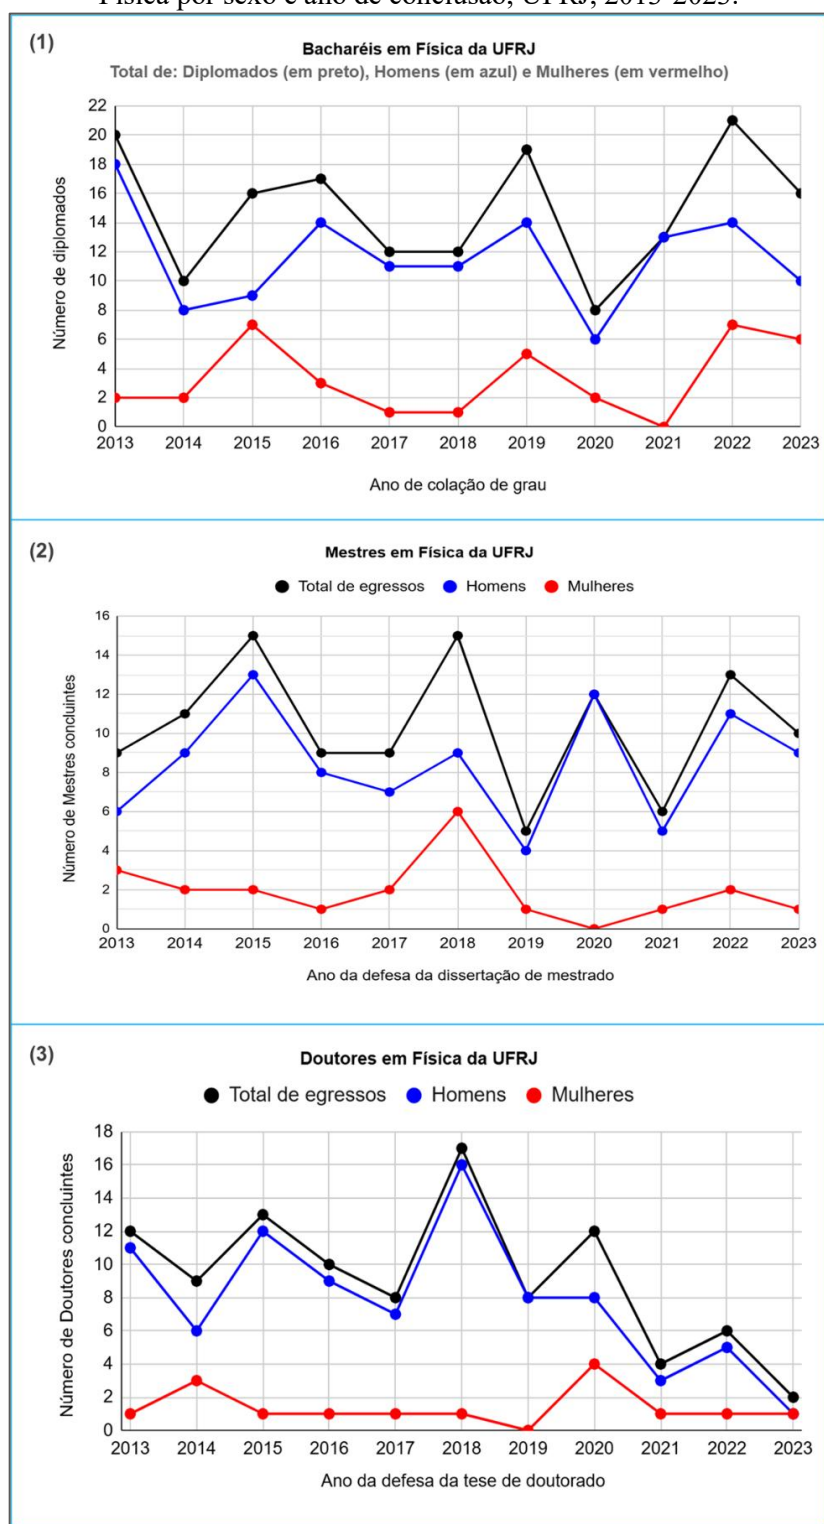 Física por sexo e ano de conclusão, UFRJ, 2013-2023.
(1)
Bacharéis em Física da UFRJ
Total de: Diplomados (em preto), Homens (em azul) e Mulheres (em vermelho)
Número de diplomados
22
20
18
16
14
12
10
8
6
4
2
0
2013 2014 2015 2016 2017 2018 2019 2020 2021 2022 2023
Ano de colação de grau
(2)
Mestres em Física da UFRJ
Total de egressos Homens Mulheres
Número de Mestres concluintes
16
14
12
10
8
6
4
2
0
2013 2014 2015 2016 2017 2018 2019 2020 2021 2022 2023
Ano da defesa da dissertação de mestrado
(3)
Doutores em Física da UFRJ
Total de egressos Homens Mulheres
Número de Doutores concluintes
18
16
14
12
10
8
6
4
2
0
2013 2014 2015 2016 2017 2018 2019 2020 2021 2022 2023
Ano da defesa da tese de doutorado